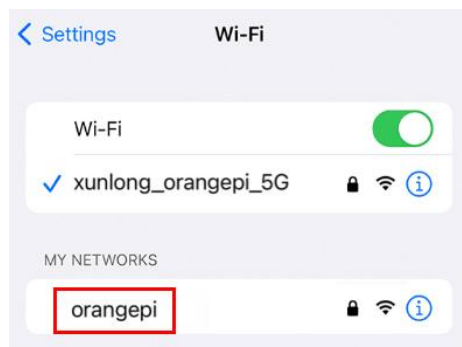 Settings
Wi-Fi
Wi-Fi
xunlong_orangepi_5G
MY NETWORKS
orangepi